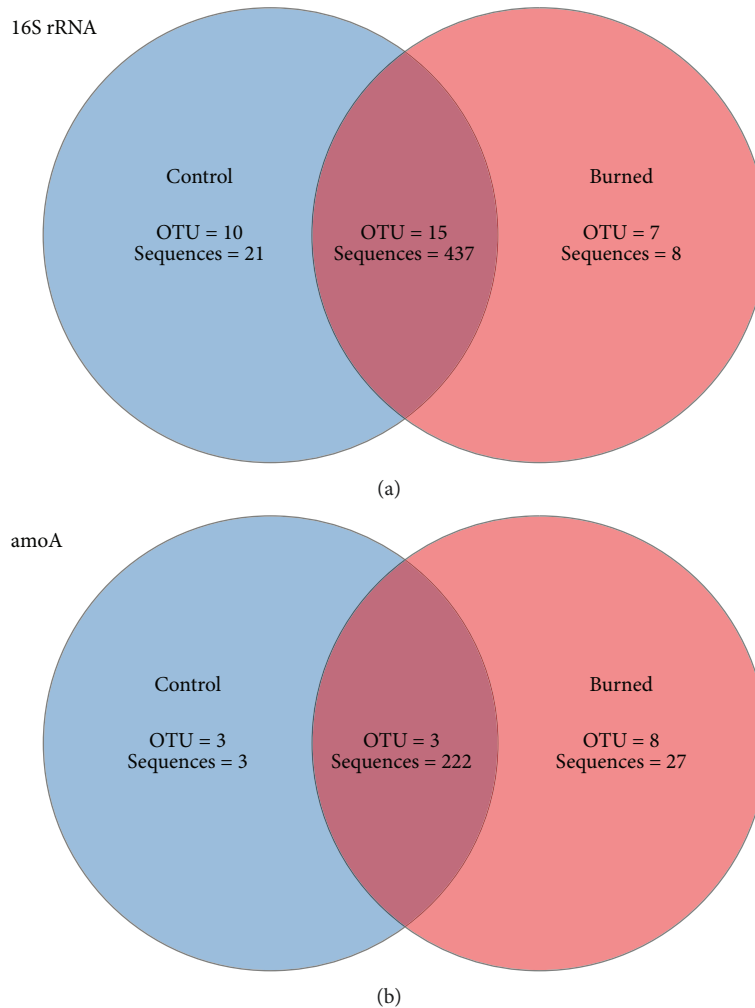 16S rRNA
Control
Burned
OTU = 10
Sequences = 21
OTU = 15
Sequences = 437
OTU = 7
Sequences = 8
(a)
amoA
Control
Burned
OTU = 3
Sequences = 3
OTU = 3
Sequences = 222
OTU = 8
Sequences = 27
(b)